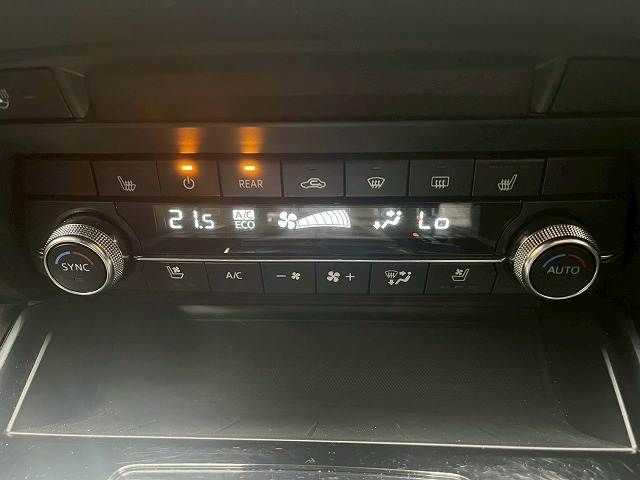 REAR
21.5 A/C ECO Lo
SYNC
AUTO
A/C - +